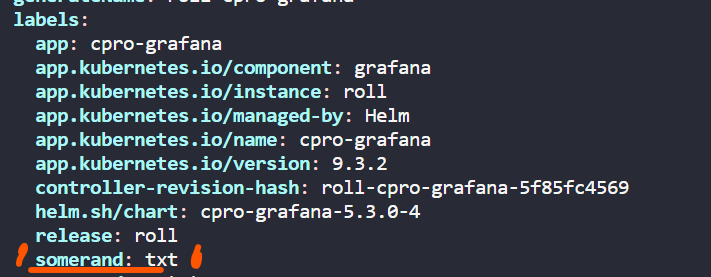 generateName: roll-cpro-grafana-
labels:
app: cpro-grafana
app.kubernetes.io/component: grafana
app.kubernetes.io/instance: roll
app.kubernetes.io/managed-by: Helm
app.kubernetes.io/name: cpro-grafana
app.kubernetes.io/version: 9.3.2
controller-revision-hash: roll-cpro-grafana-5f85fc4569
helm.sh/chart: cpro-grafana-5.3.0-4
release: roll
somerand: txt